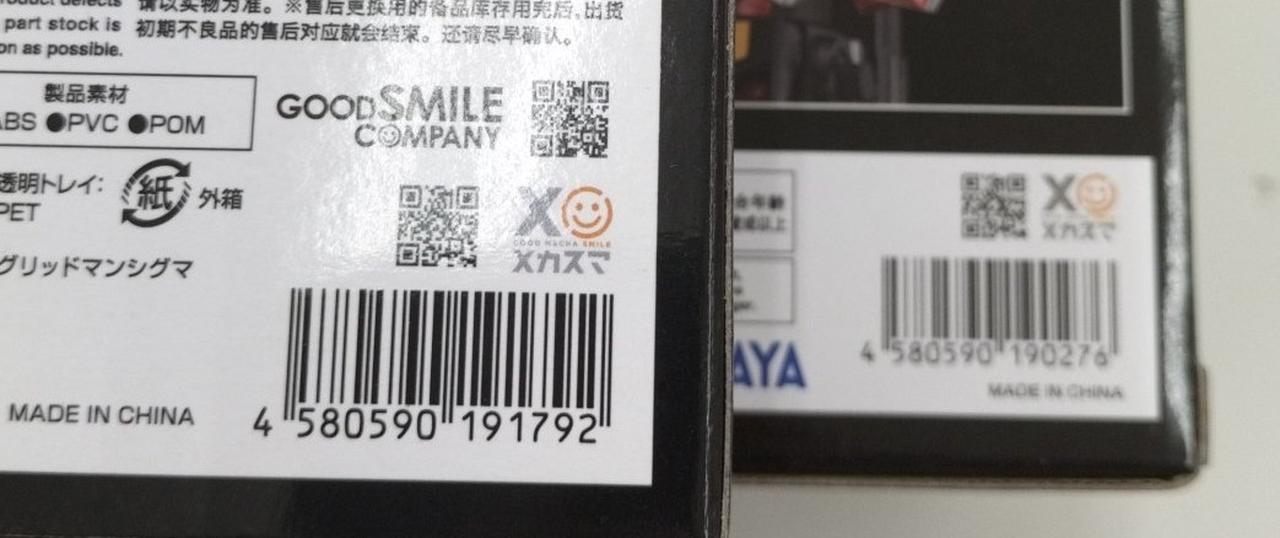 请以实物为准。※售后更换用的备品库存用完后,出货
part stock is
初期不良品的售后对应就会结束。还请尽早确认。
on as possible.
製品素材
ABS ●PVC ●POM
GOODSMILE
COMPANY
透明トレイ:
PET
紙
外箱
GOOD MECHA SMILE
メカスマ
グリッドマンシグマ
MADE IN CHINA
4 580590 191792
メカスマ
AYA
4 580590 190276
MADE IN CHINA